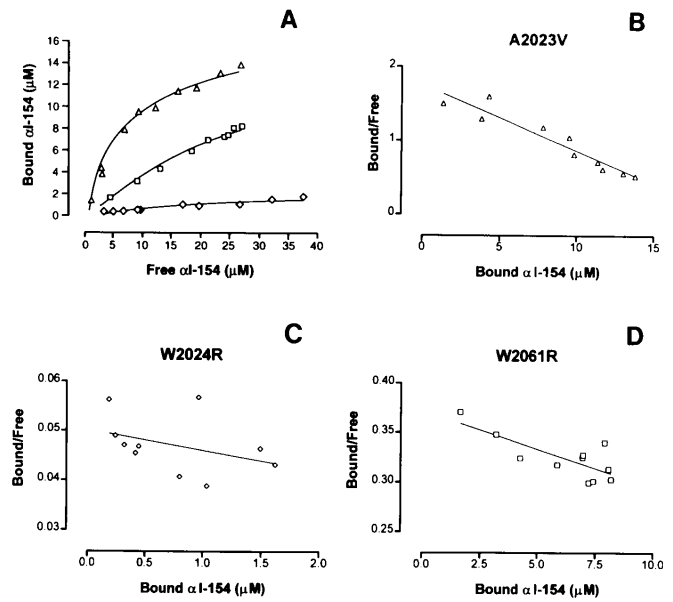 A
16
14
12
10
8
6
4
2
0
Bound αI-154 (μM)
0 5 10 15 20 25 30 35 40
Free αI-154 (μM)
B
A2023V
2
1
0
Bound/Free
0 5 10 15
Bound α I-154 (μM)
C
W2024R
0.06
0.05
0.04
0.03
Bound/Free
0.0 0.5 1.0 1.5 2.0
Bound α I-154 (μM)
D
W2061R
0.40
0.35
0.30
0.25
Bound/Free
0.0 2.5 5.0 7.5 10.0
Bound α I-154 (μM)